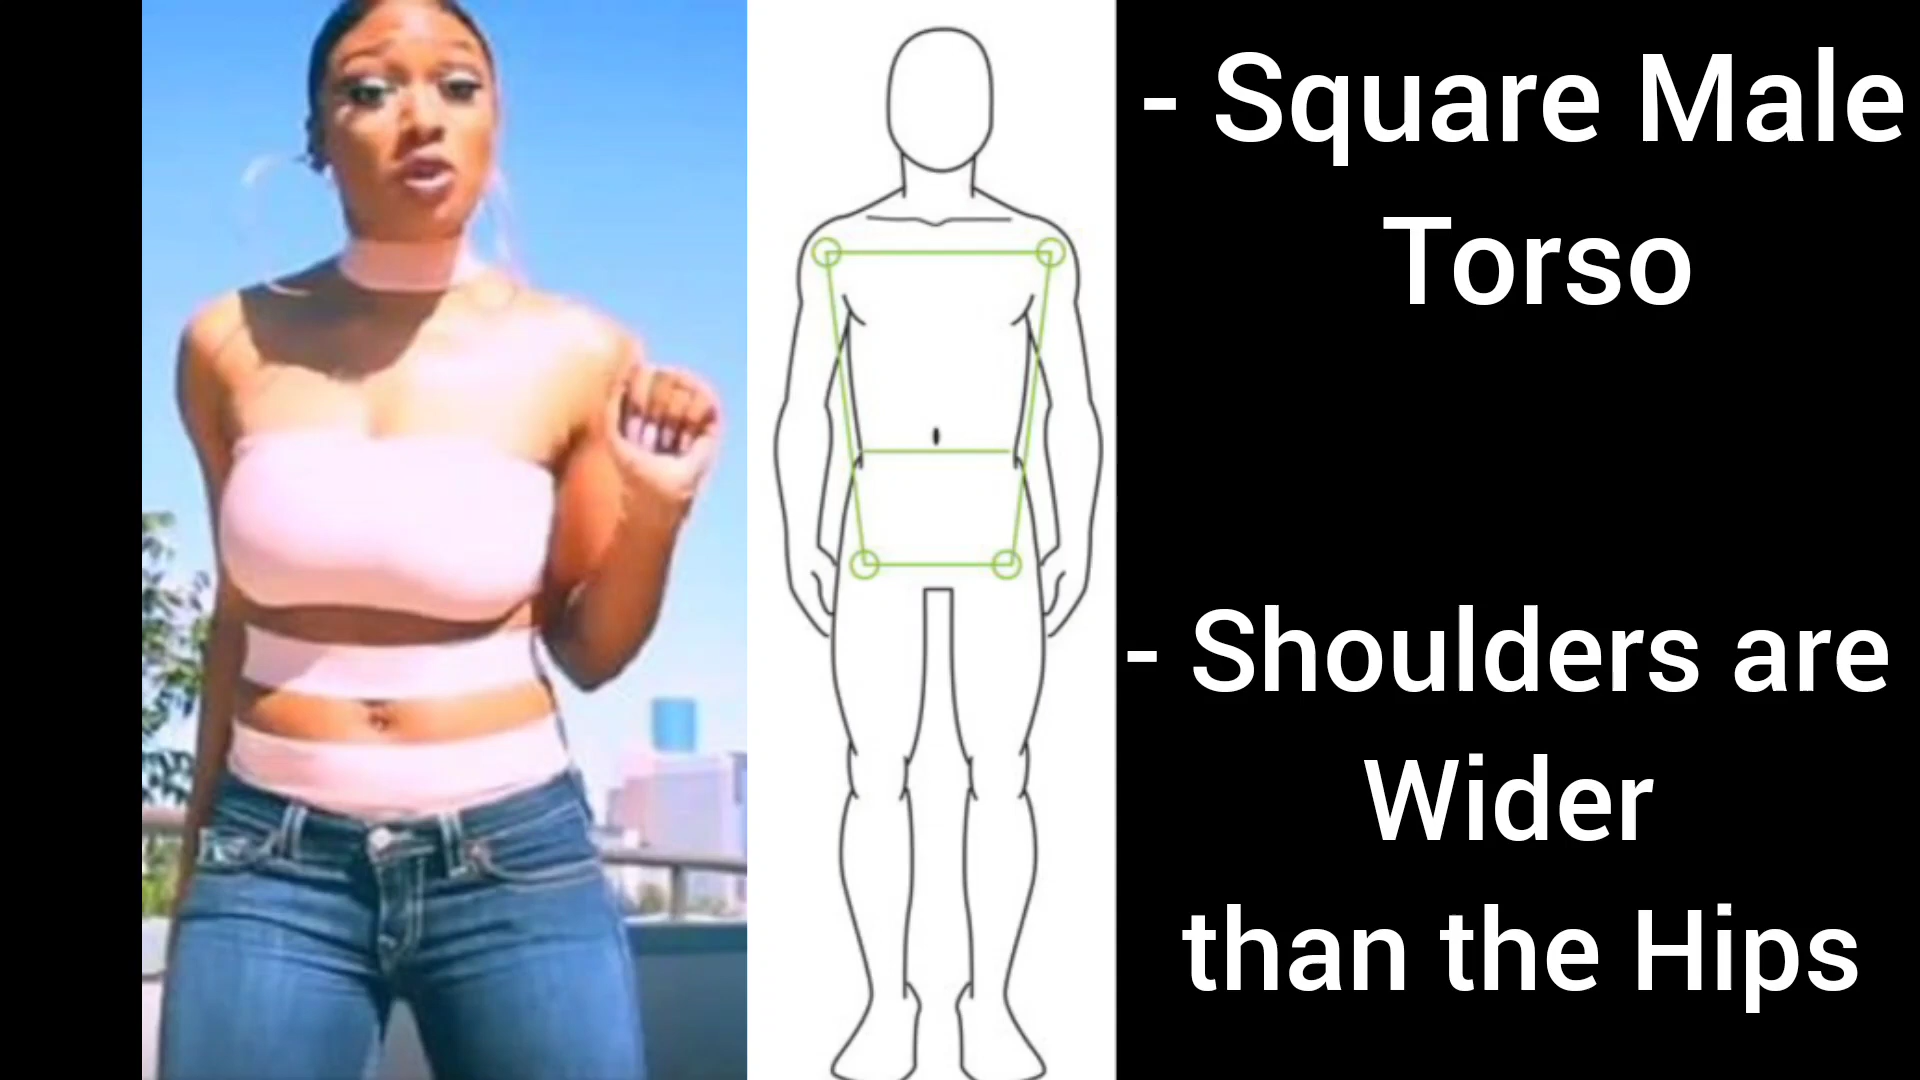 - Square Male
Torso
- Shoulders are
Wider
than the Hips